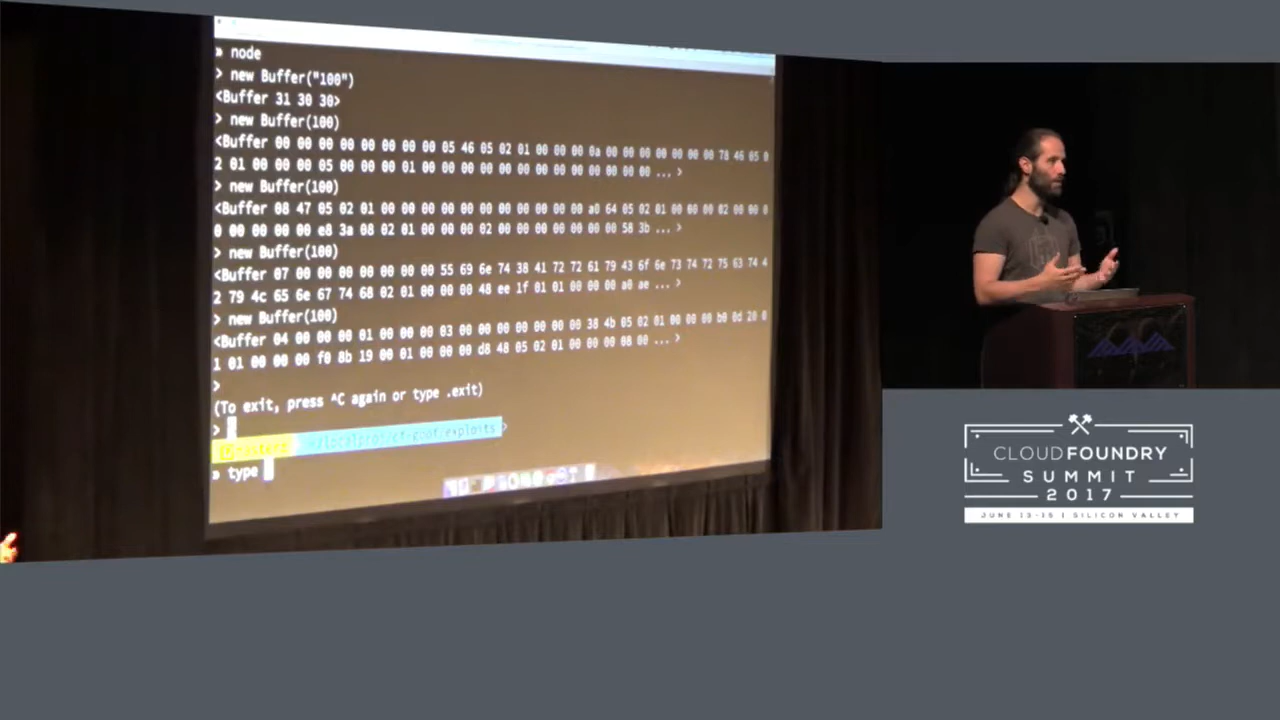 » node
> new Buffer("100")
<Buffer 31 30 30>
> new Buffer(100)
<Buffer 00 00 00 00 00 00 00 00 05 46 05 02 01 00 00 00 0a 00 00 00 00 00 00 00 78 46 05 0
2 01 00 00 00 05 00 00 00 01 00 00 00 00 00 00 00 00 00 00 00 00 00 00 00 ... >
> new Buffer(100)
<Buffer 08 47 05 02 01 00 00 00 00 00 00 00 00 00 00 00 a0 64 05 02 01 00 00 00 02 00 00 0
0 00 00 00 00 e8 3a 08 02 01 00 00 00 02 00 00 00 00 00 00 00 00 00 58 3b ... >
> new Buffer(100)
<Buffer 07 00 00 00 00 00 00 00 55 69 6e 74 38 41 72 72 61 79 43 6f 6e 73 74 72 75 63 74 4
2 79 4c 65 6e 67 74 68 02 01 00 00 00 48 ee 1f 01 01 00 00 00 a0 ae ... >
> new Buffer(100)
<Buffer 04 00 00 00 01 00 00 00 03 00 00 00 00 00 00 00 38 4b 05 02 01 00 00 00 b0 0d 20 0
1 01 00 00 00 f0 8b 19 00 01 00 00 00 d8 48 05 02 01 00 00 00 08 00 ... >
>
(To exit, press ^C again or type .exit)
>
~/localproj/cf-goof/exploits
» type
CLOUDFOUNDRY
SUMMIT
2017
JUNE 13-15 | SILICON VALLEY